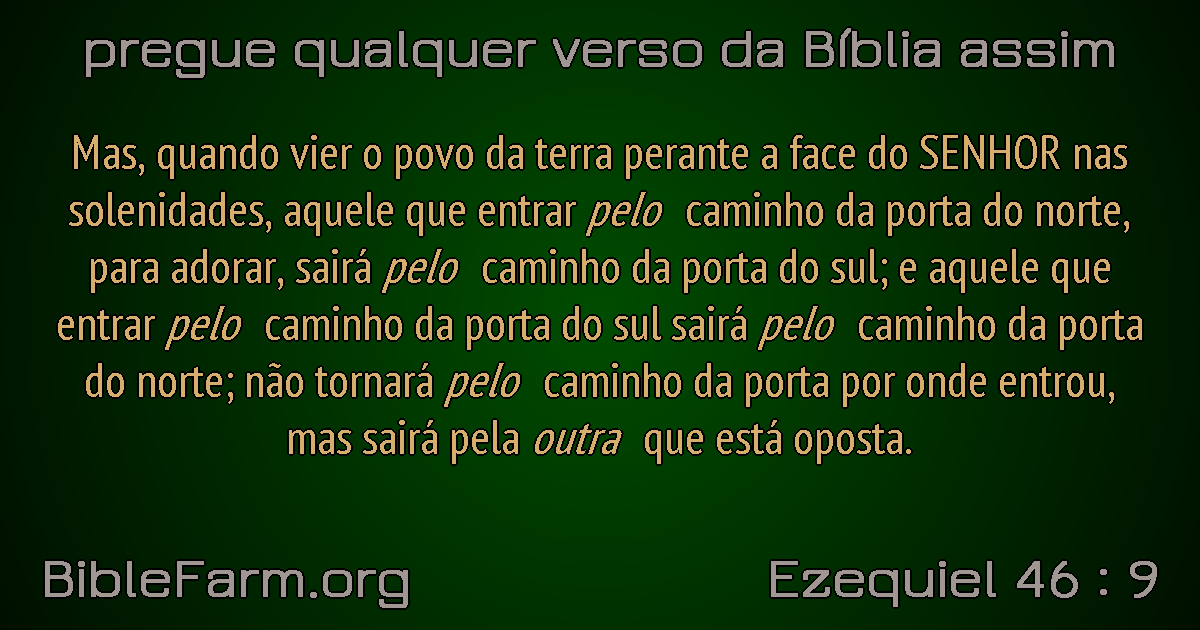 pregue qualquer verso da Bíblia assim
Mas, quando vier o povo da terra perante a face do SENHOR nas
solenidades, aquele que entrar pelo caminho da porta do norte,
para adorar, sairá pelo caminho da porta do sul; e aquele que
entrar pelo caminho da porta do sul sairá pelo caminho da porta
do norte; não tornará pelo caminho da porta por onde entrou,
mas sairá pela outra que está oposta.
BibleFarm.org
Ezequiel 46 : 9